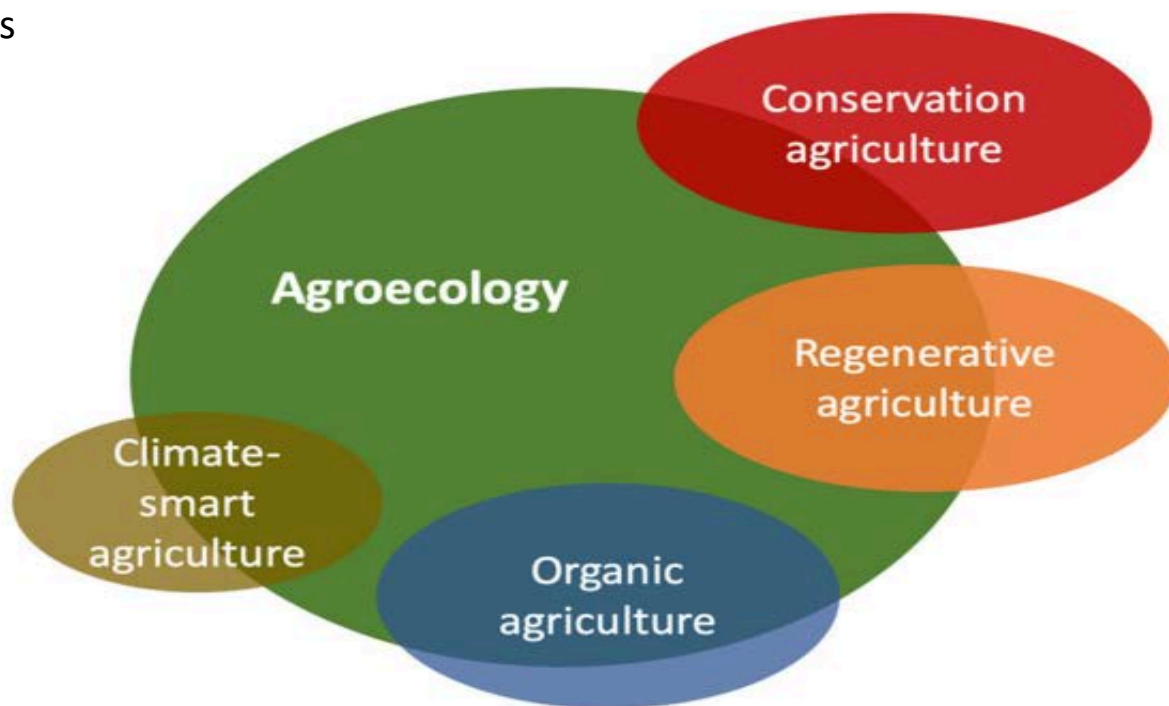 s
Conservation
agriculture
Agroecology
Regenerative
agriculture
Climate-
smart
agriculture
Organic
agriculture